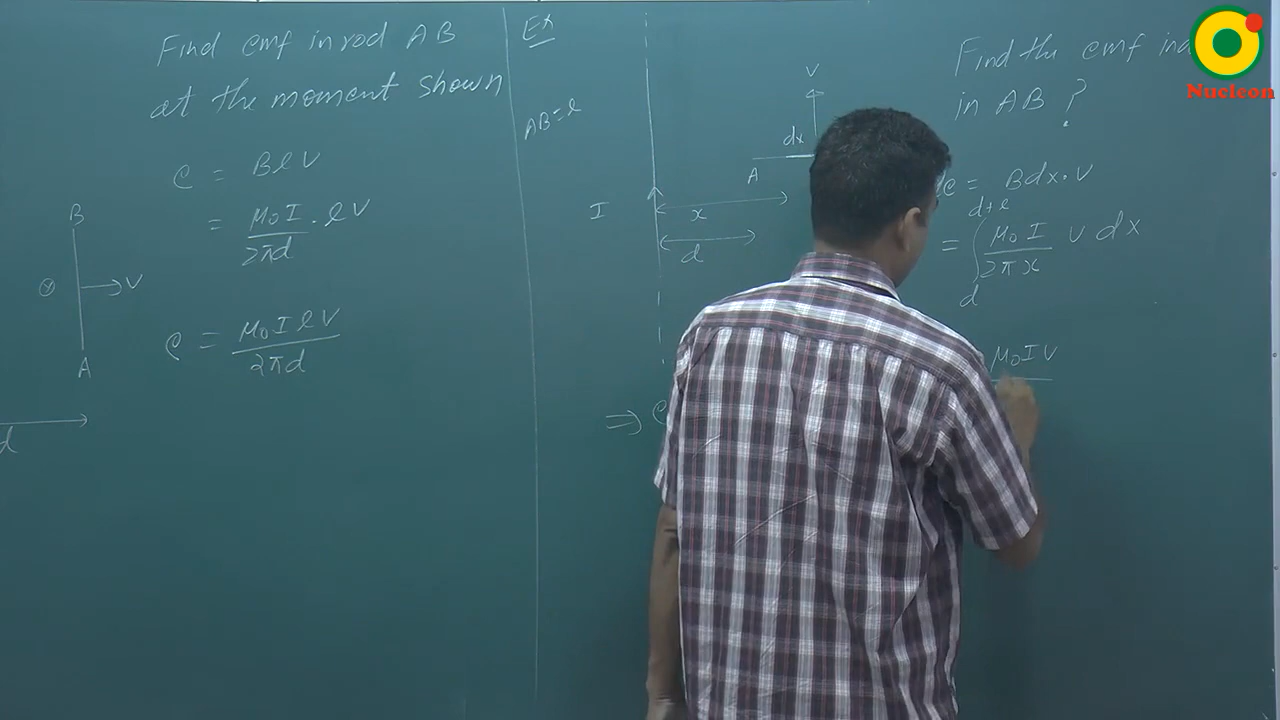 Find emf in rod AB
at the moment shown
e = BlV
= μ₀I/2πd . lV
e = μ₀IlV/2πd
B
⊗
V
A
d
Ex
AB=l
I
V
dx
A
x
d
⇒ e
Find the emf
in AB ?
e = Bdx.V
= ∫_d^{d+l} μ₀I/2πx V dx
μ₀IV
Nucleon